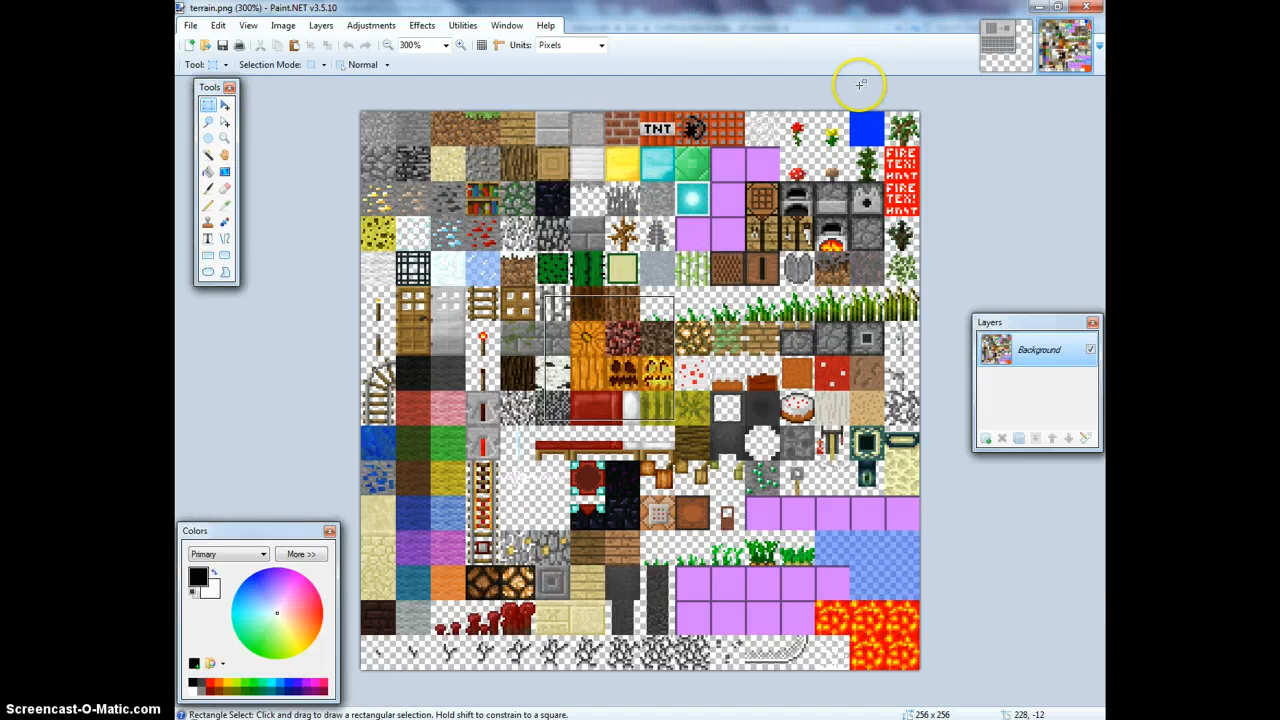 terrain.png (300%) - Paint.NET v3.5.10
File Edit View Image Layers Adjustments Effects Utilities Window Help
300% Units: Pixels
Tool: Selection Mode: Normal
Tools
TNT
FIRE
TEX!
HOST
FIRE
TEX!
HOST
Layers
Background
Colors
Primary More >>
Rectangle Select: Click and drag to draw a rectangular selection. Hold shift to constrain to a square.
256 x 256 228, -12
Screencast-O-Matic.com